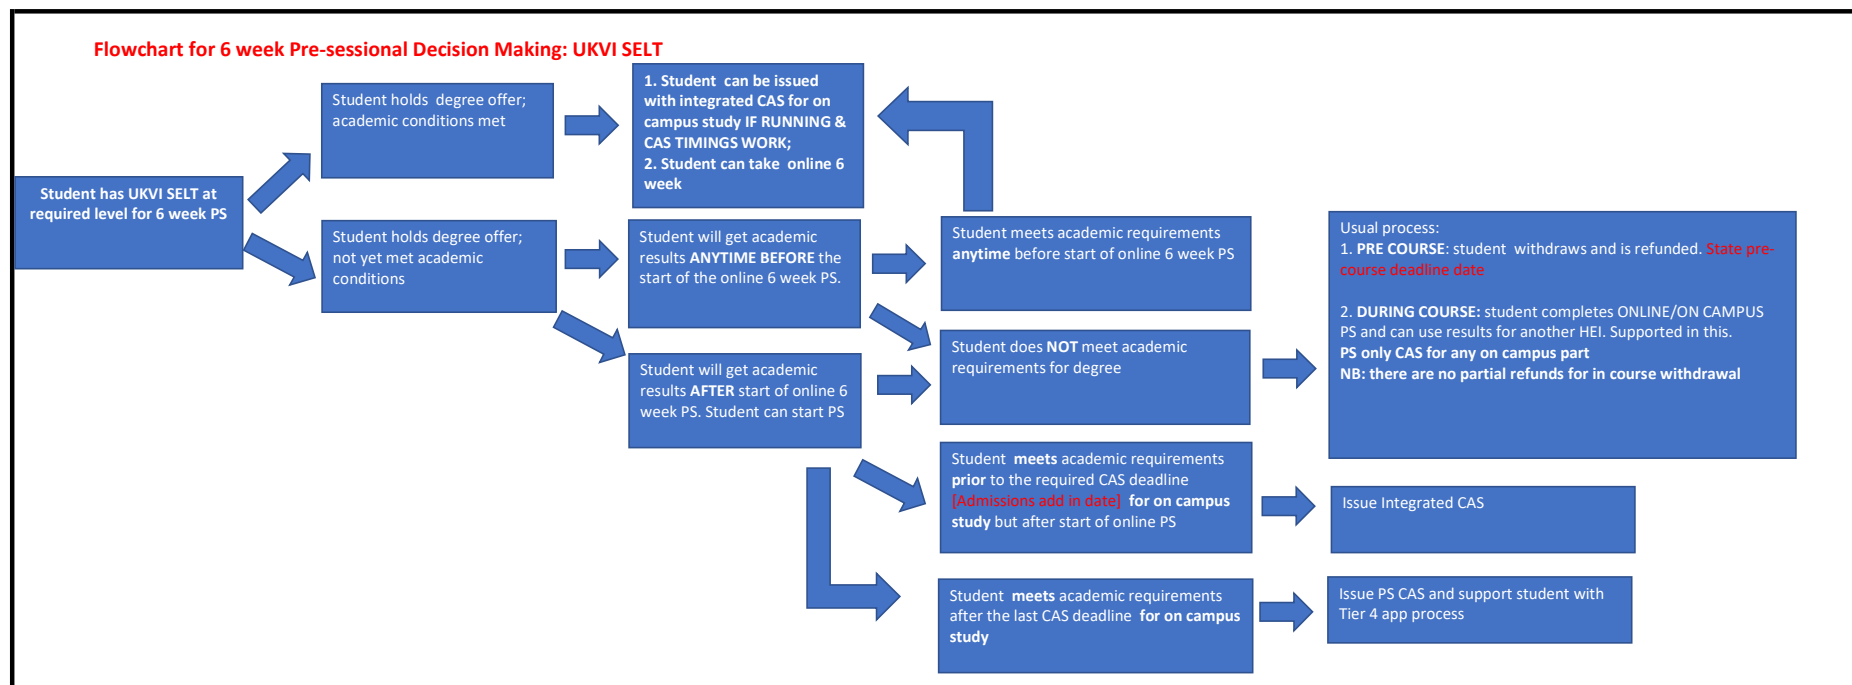 Flowchart for 6 week Pre-sessional Decision Making: UKVI SELT
Student has UKVI SELT at
required level for 6 week PS
Student holds degree offer;
academic conditions met
1. Student can be issued
with integrated CAS for on
campus study IF RUNNING &
CAS TIMINGS WORK;
2. Student can take online 6
week
Student holds degree offer;
not yet met academic
conditions
Student will get academic
results ANYTIME BEFORE the
start of the online 6 week PS.
Student meets academic requirements
anytime before start of online 6 week PS
Usual process:
1. PRE COURSE: student withdraws and is refunded. State pre-
course deadline date
2. DURING COURSE: student completes ONLINE/ON CAMPUS
PS and can use results for another HEI. Supported in this.
PS only CAS for any on campus part
NB: there are no partial refunds for in course withdrawal
Student does NOT meet academic
requirements for degree
Student will get academic
results AFTER start of online 6
week PS. Student can start PS
Student meets academic requirements
prior to the required CAS deadline
[Admissions add in date] for on campus
study but after start of online PS
Issue Integrated CAS
Student meets academic requirements
after the last CAS deadline for on campus
study
Issue PS CAS and support student with
Tier 4 app process